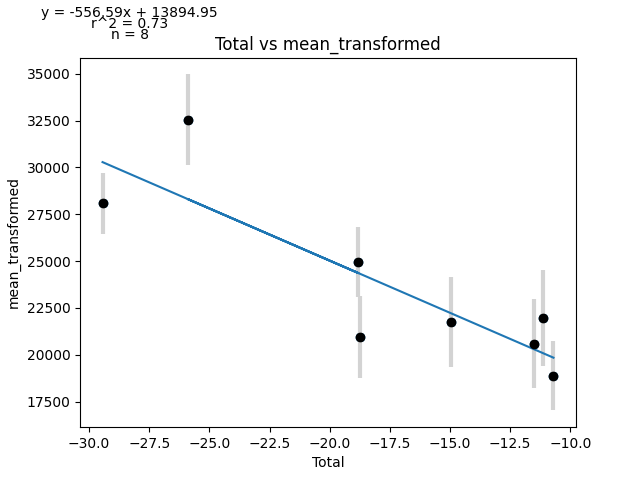 y = -556.59x + 13894.95
r^2 = 0.73
n = 8
Total vs mean_transformed
35000
32500
30000
27500
25000
22500
20000
17500
mean_transformed
−30.0 −27.5 −25.0 −22.5 −20.0 −17.5 −15.0 −12.5 −10.0
Total